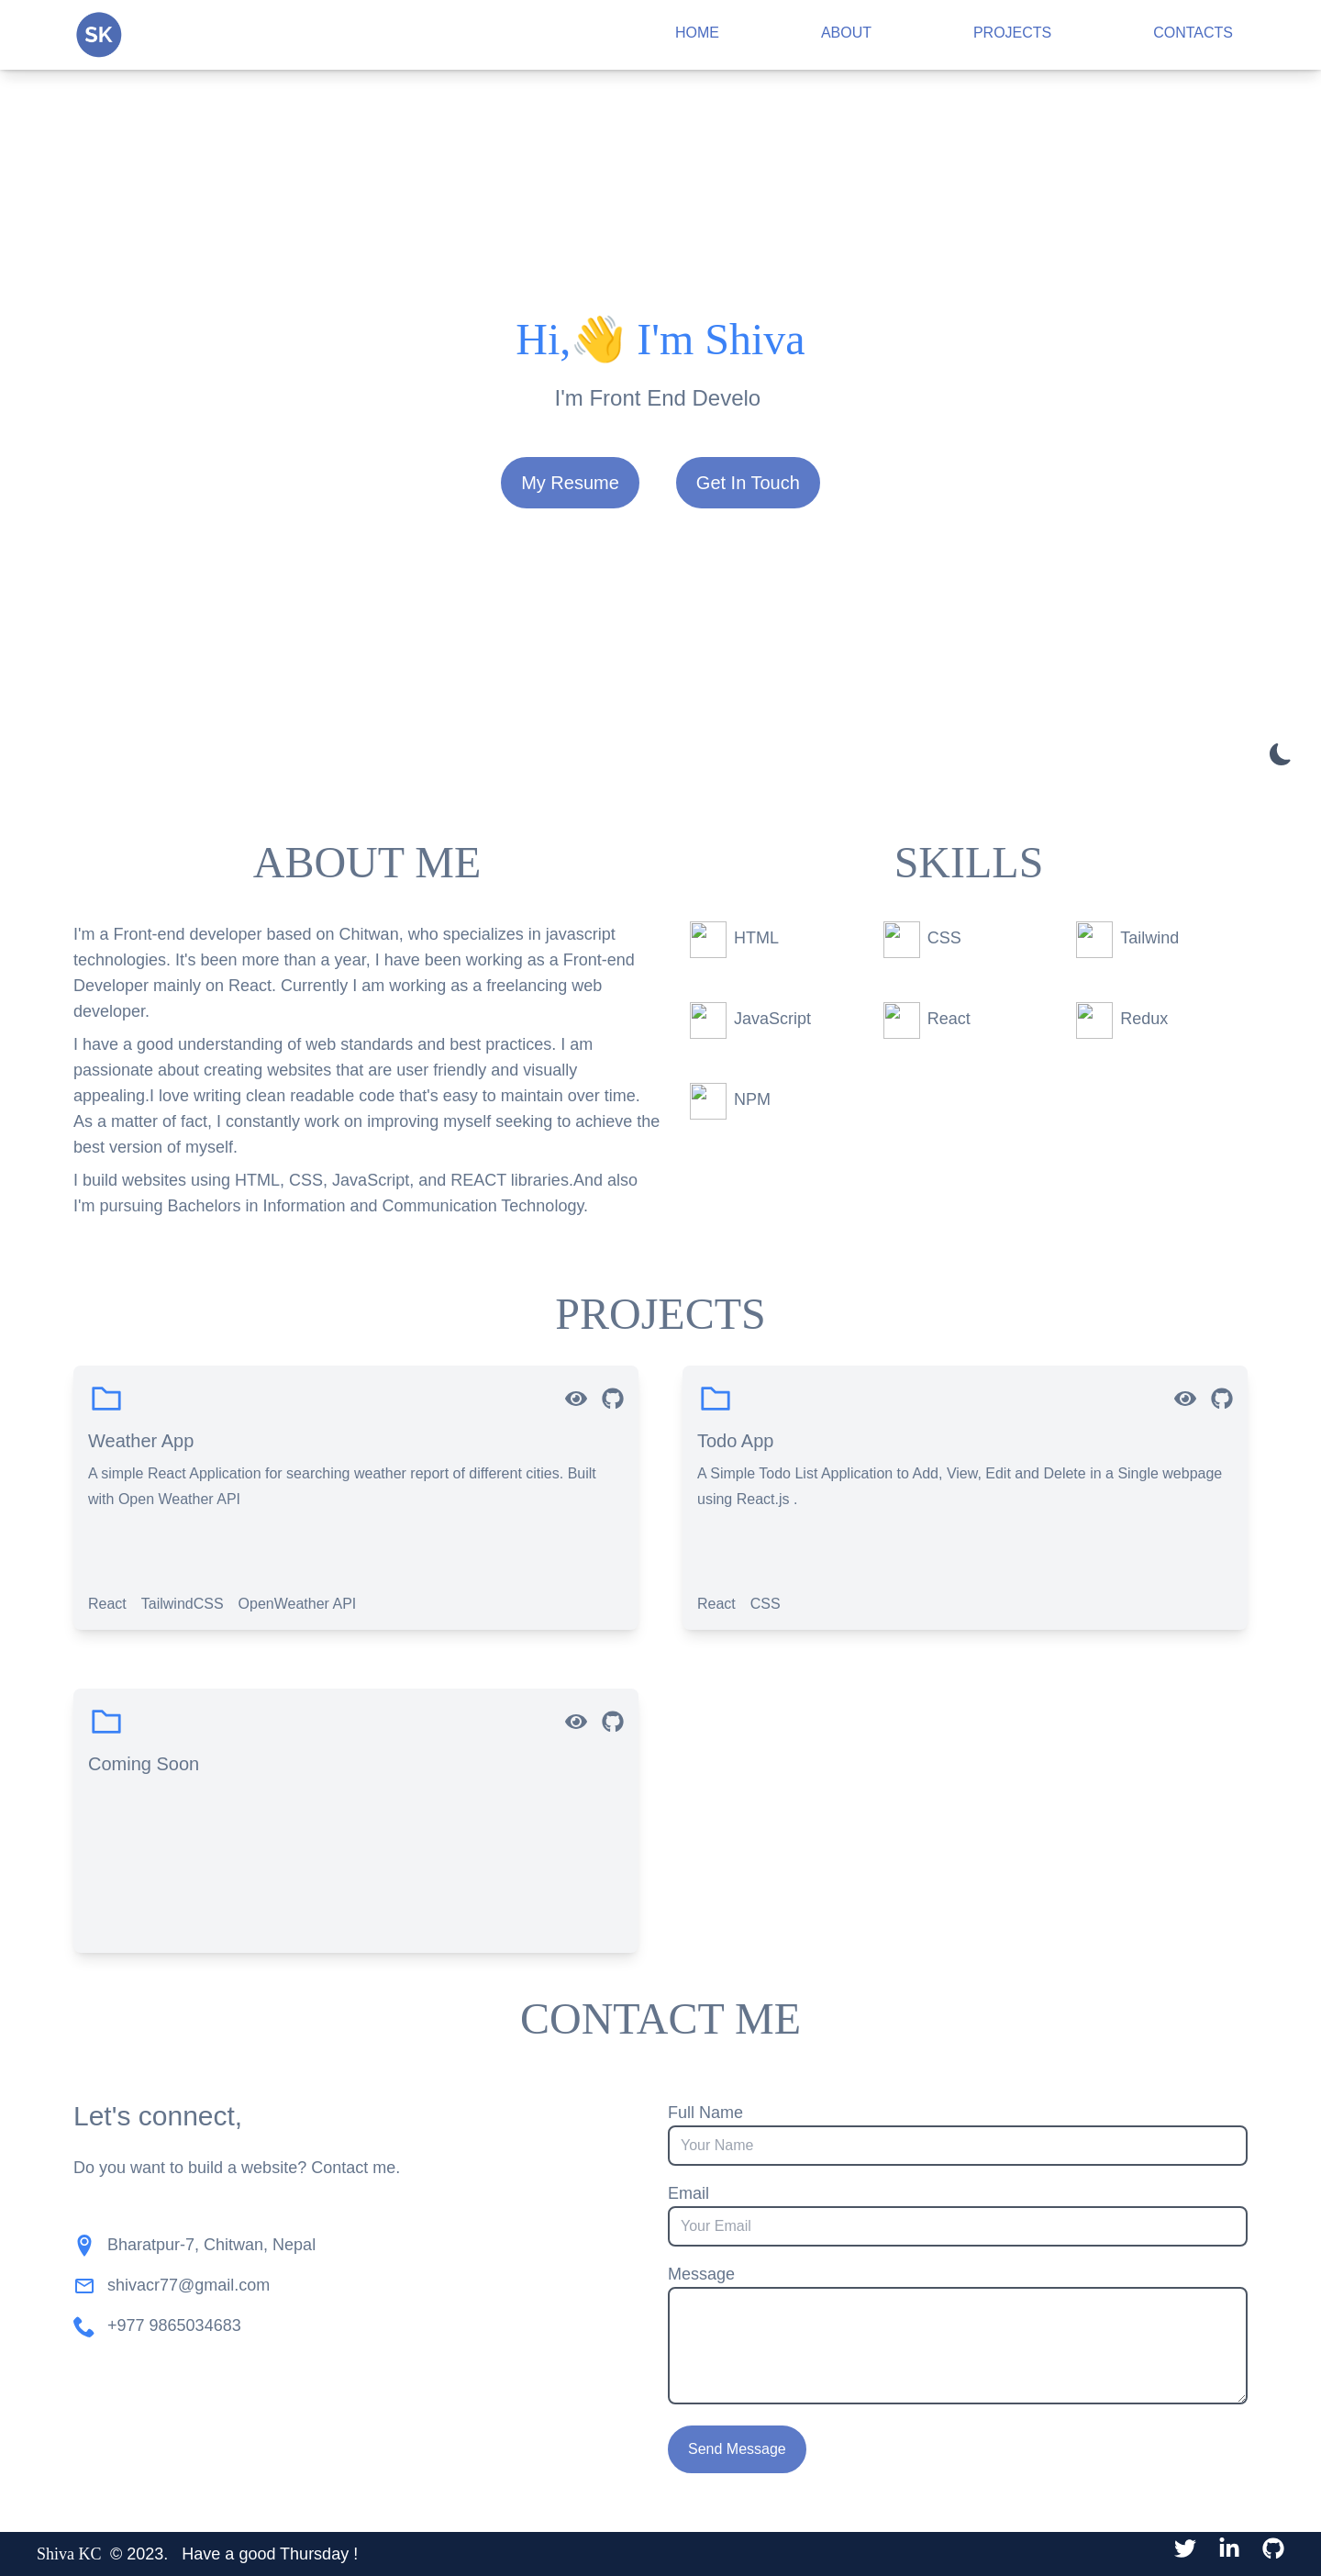 SK
HOME ABOUT PROJECTS CONTACTS
Hi,👋 I'm Shiva
I'm Front End Develo
My Resume Get In Touch
ABOUT ME
I'm a Front-end developer based on Chitwan, who specializes in javascript
technologies. It's been more than a year, I have been working as a Front-end
Developer mainly on React. Currently I am working as a freelancing web
developer.
I have a good understanding of web standards and best practices. I am
passionate about creating websites that are user friendly and visually
appealing.I love writing clean readable code that's easy to maintain over time.
As a matter of fact, I constantly work on improving myself seeking to achieve the
best version of myself.
I build websites using HTML, CSS, JavaScript, and REACT libraries.And also
I'm pursuing Bachelors in Information and Communication Technology.
SKILLS
HTML CSS Tailwind
JavaScript React Redux
NPM
PROJECTS
Weather App
A simple React Application for searching weather report of different cities. Built
with Open Weather API
React TailwindCSS OpenWeather API
Todo App
A Simple Todo List Application to Add, View, Edit and Delete in a Single webpage
using React.js .
React CSS
Coming Soon
CONTACT ME
Let's connect,
Do you want to build a website? Contact me.
Bharatpur-7, Chitwan, Nepal
shivacr77@gmail.com
+977 9865034683
Full Name
Your Name
Email
Your Email
Message
Send Message
Shiva KC © 2023. Have a good Thursday !